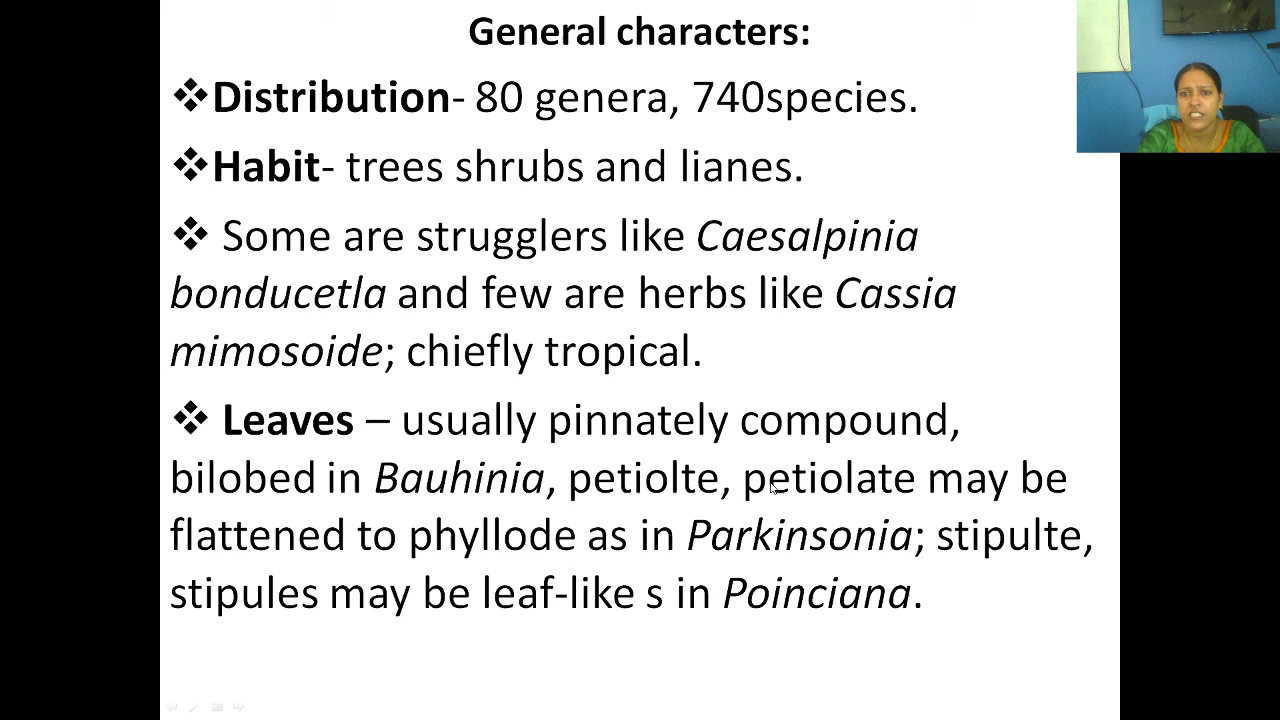 General characters:
❖Distribution- 80 genera, 740species.
❖Habit- trees shrubs and lianes.
❖ Some are strugglers like Caesalpinia
bonducetla and few are herbs like Cassia
mimosoide; chiefly tropical.
❖ Leaves – usually pinnately compound,
bilobed in Bauhinia, petiolte, petiolate may be
flattened to phyllode as in Parkinsonia; stipulte,
stipules may be leaf-like s in Poinciana.